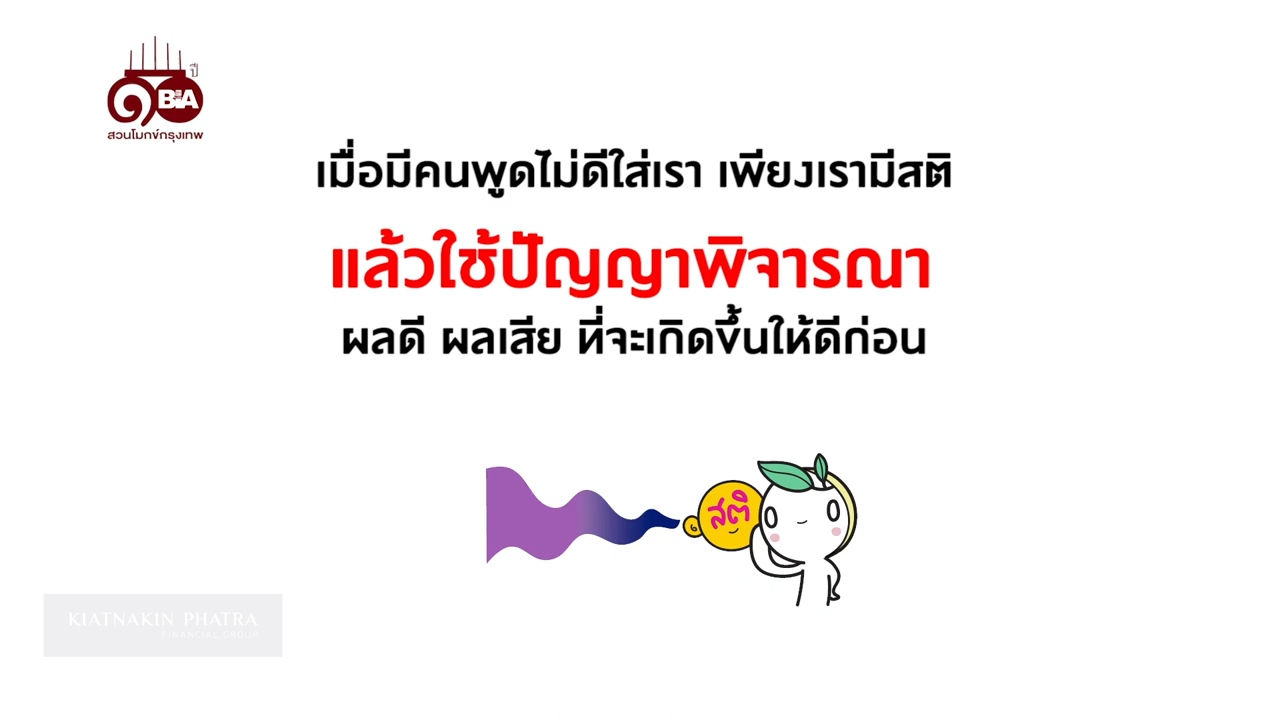 ๑๐ ปี
BIA
สวนโมกข์กรุงเทพ
เมื่อมีคนพูดไม่ดีใส่เรา เพียงเรามีสติ
แล้วใช้ปัญญาพิจารณา
ผลดี ผลเสีย ที่จะเกิดขึ้นให้ดีก่อน
สติ
KIATNAKIN PHATRA
FINANCIAL GROUP